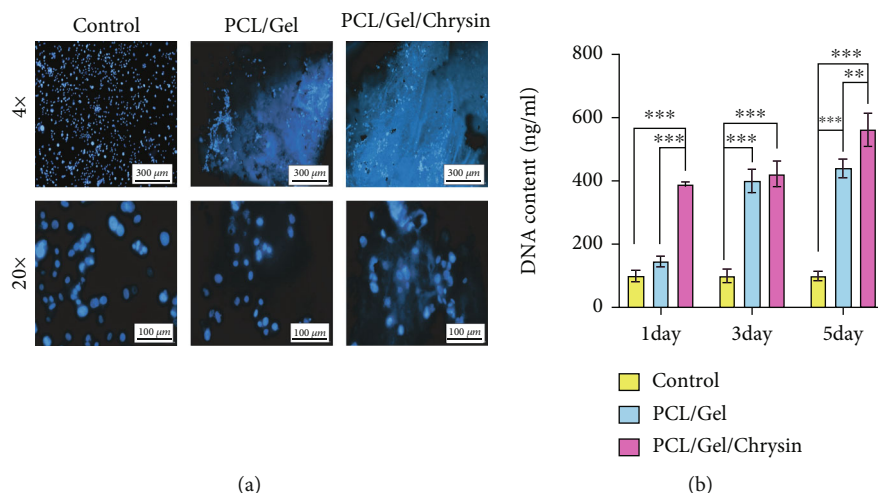 Control
PCL/Gel
PCL/Gel/Chrysin
4×
300 µm
300 µm
300 µm
20×
100 µm
100 µm
100 µm
(a)
DNA content (ng/ml)
800
600
400
200
0
***
***
***
***
***
**
***
1day
3day
5day
Control
PCL/Gel
PCL/Gel/Chrysin
(b)